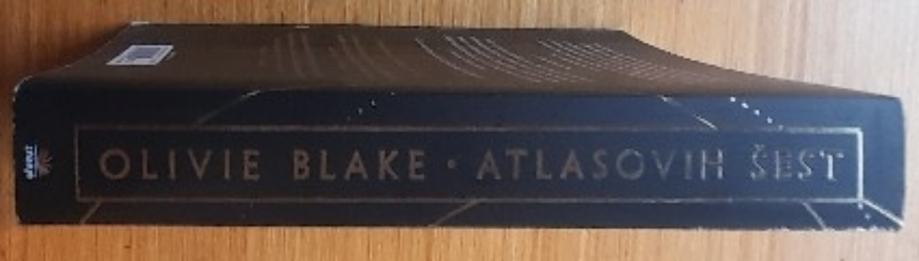 OLIVIE BLAKE · ATLASOVIH ŠEST